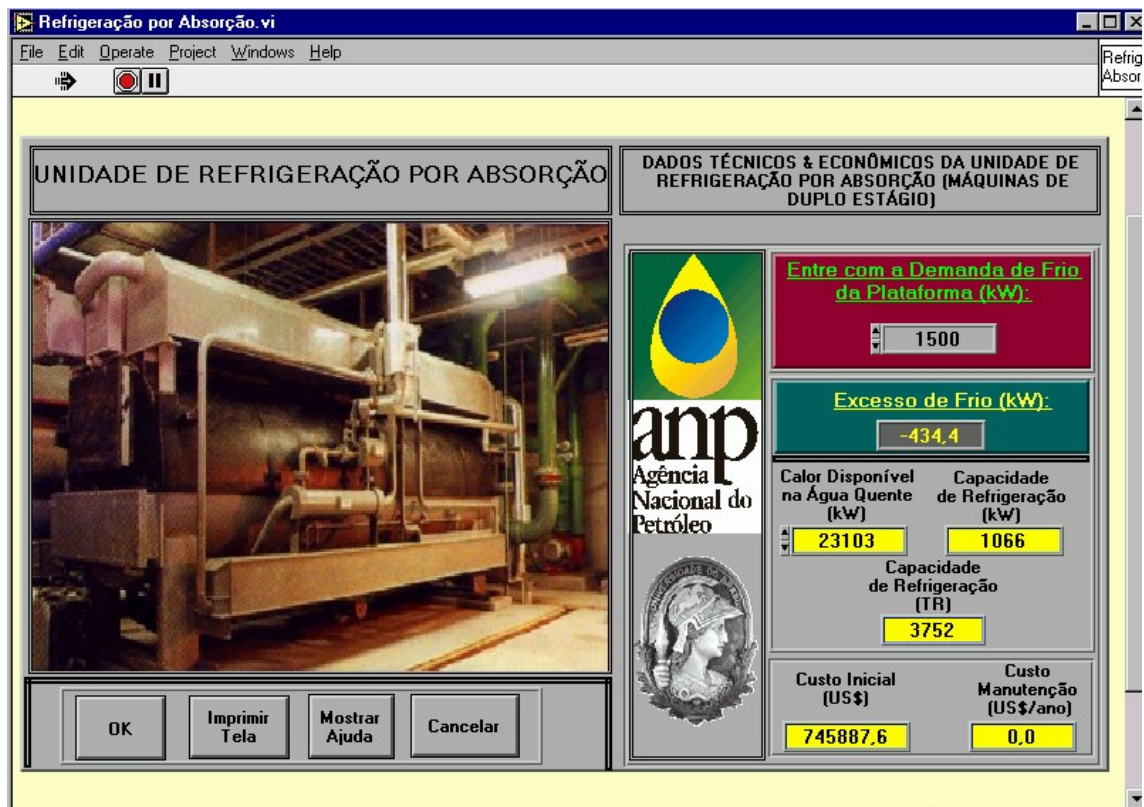 Refrigeração por Absorção.vi
File Edit Operate Project Windows Help
Refrig
Absor
UNIDADE DE REFRIGERAÇÃO POR ABSORÇÃO
DADOS TÉCNICOS & ECONÔMICOS DA UNIDADE DE
REFRIGERAÇÃO POR ABSORÇÃO (MÁQUINAS DE
DUPLO ESTÁGIO)
Entre com a Demanda de Frio
da Plataforma (kW):
1500
Excesso de Frio (kW):
-434,4
anp
Agência
Nacional do
Petróleo
Calor Disponível
na Água Quente
(kW)
23103
Capacidade
de Refrigeração
(kW)
1066
Capacidade
de Refrigeração
(TR)
3752
UNIVERSIDADE DO
Custo Inicial
(US$)
745887,6
Custo
Manutenção
(US$/ano)
0,0
OK
Imprimir
Tela
Mostrar
Ajuda
Cancelar